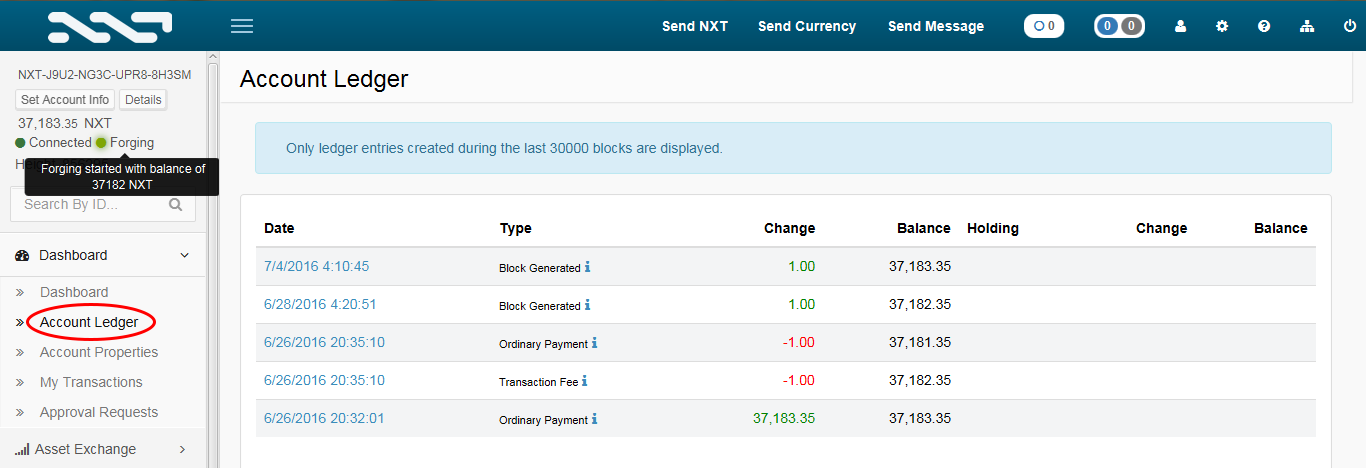 NXT
Send NXT Send Currency Send Message 0 0 0
NXT-J9U2-NG3C-UPR8-8H3SM
Set Account Info Details
37,183.35 NXT
Connected Forging
Forging started with balance of
37182 NXT
Search By ID...
Dashboard
Dashboard
Account Ledger
Account Properties
My Transactions
Approval Requests
Asset Exchange
Account Ledger
Only ledger entries created during the last 30000 blocks are displayed.
Date Type Change Balance Holding Change Balance
7/4/2016 4:10:45 Block Generated 1.00 37,183.35
6/28/2016 4:20:51 Block Generated 1.00 37,182.35
6/26/2016 20:35:10 Ordinary Payment -1.00 37,181.35
6/26/2016 20:35:10 Transaction Fee -1.00 37,182.35
6/26/2016 20:32:01 Ordinary Payment 37,183.35 37,183.35